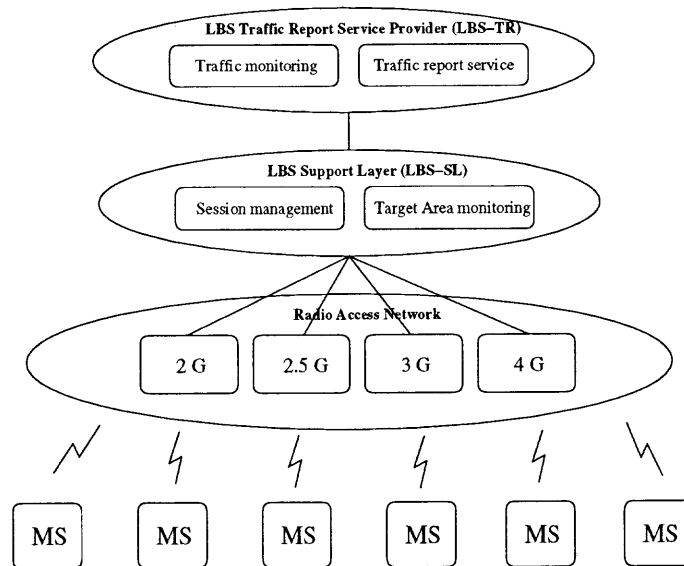 LBS Traffic Report Service Provider (LBS–TR)
Traffic monitoring
Traffic report service
LBS Support Layer (LBS–SL)
Session management
Target Area monitoring
Radio Access Network
2 G
2.5 G
3 G
4 G
MS
MS
MS
MS
MS
MS